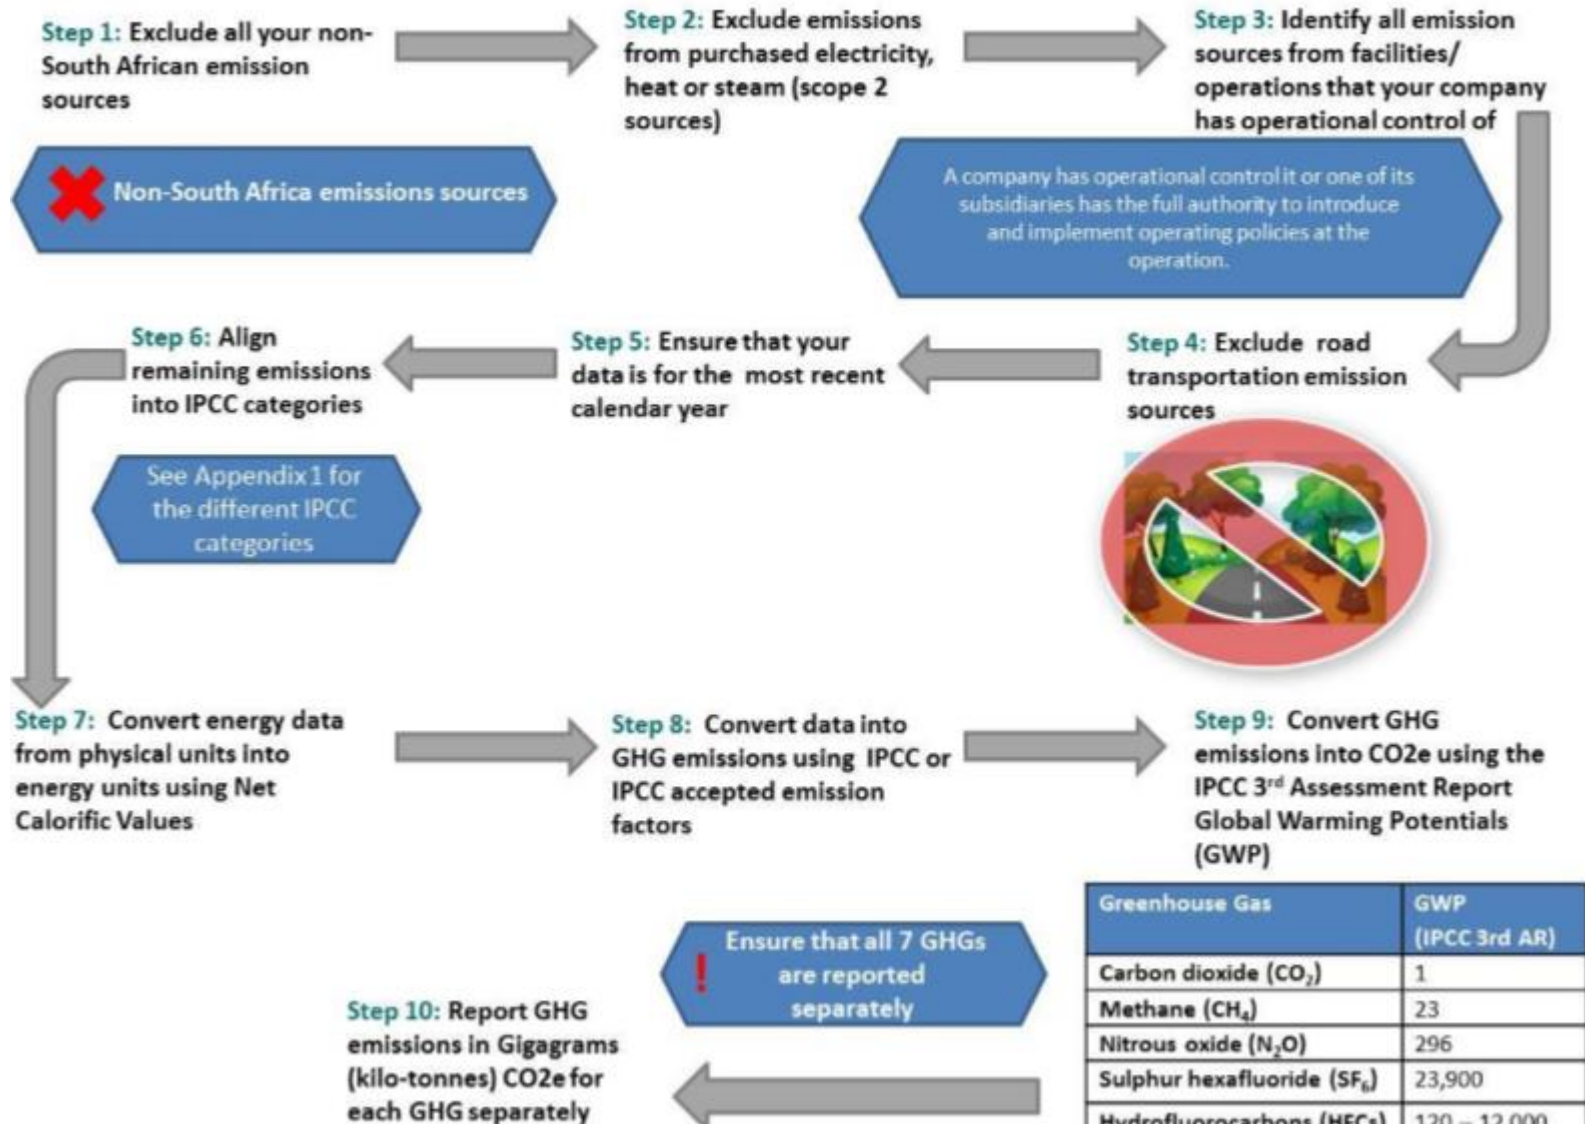 Step 1: Exclude all your non-
South African emission
sources
Step 2: Exclude emissions
from purchased electricity,
heat or steam (scope 2
sources)
Step 3: Identify all emission
sources from facilities/
operations that your company
has operational control of
Non-South Africa emissions sources
A company has operational control it or one of its
subsidiaries has the full authority to introduce
and implement operating policies at the
operation.
Step 4: Exclude road
transportation emission
sources
Step 5: Ensure that your
data is for the most recent
calendar year
Step 6: Align
remaining emissions
into IPCC categories
See Appendix 1 for
the different IPCC
categories
Step 7: Convert energy data
from physical units into
energy units using Net
Calorific Values
Step 8: Convert data into
GHG emissions using IPCC or
IPCC accepted emission
factors
Step 9: Convert GHG
emissions into CO2e using the
IPCC 3rd Assessment Report
Global Warming Potentials
(GWP)
Greenhouse Gas GWP
(IPCC 3rd AR)
Carbon dioxide (CO₂) 1
Methane (CH₄) 23
Nitrous oxide (N₂O) 296
Sulphur hexafluoride (SF₆) 23,900
Hydrofluorocarbons (HFCs) 120 – 12,000
! Ensure that all 7 GHGs
are reported
separately
Step 10: Report GHG
emissions in Gigagrams
(kilo-tonnes) CO2e for
each GHG separately